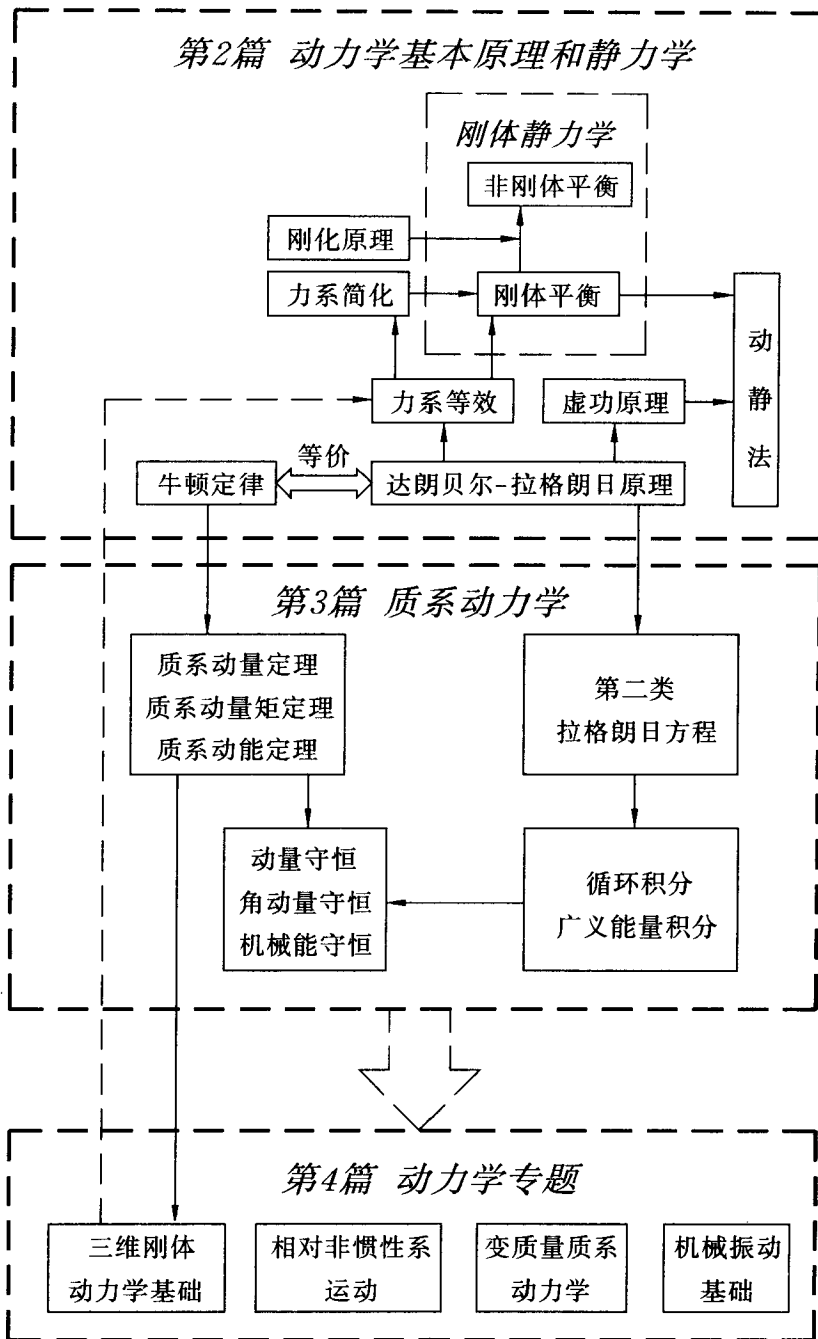 第2篇 动力学基本原理和静力学
刚体静力学
非刚体平衡
刚化原理
力系简化
刚体平衡
动静法
力系等效
虚功原理
等价
牛顿定律
达朗贝尔-拉格朗日原理
第3篇 质系动力学
质系动量定理
质系动量矩定理
质系动能定理
第二类
拉格朗日方程
动量守恒
角动量守恒
机械能守恒
循环积分
广义能量积分
第4篇 动力学专题
三维刚体
动力学基础
相对非惯性系
运动
变质量质系
动力学
机械振动
基础